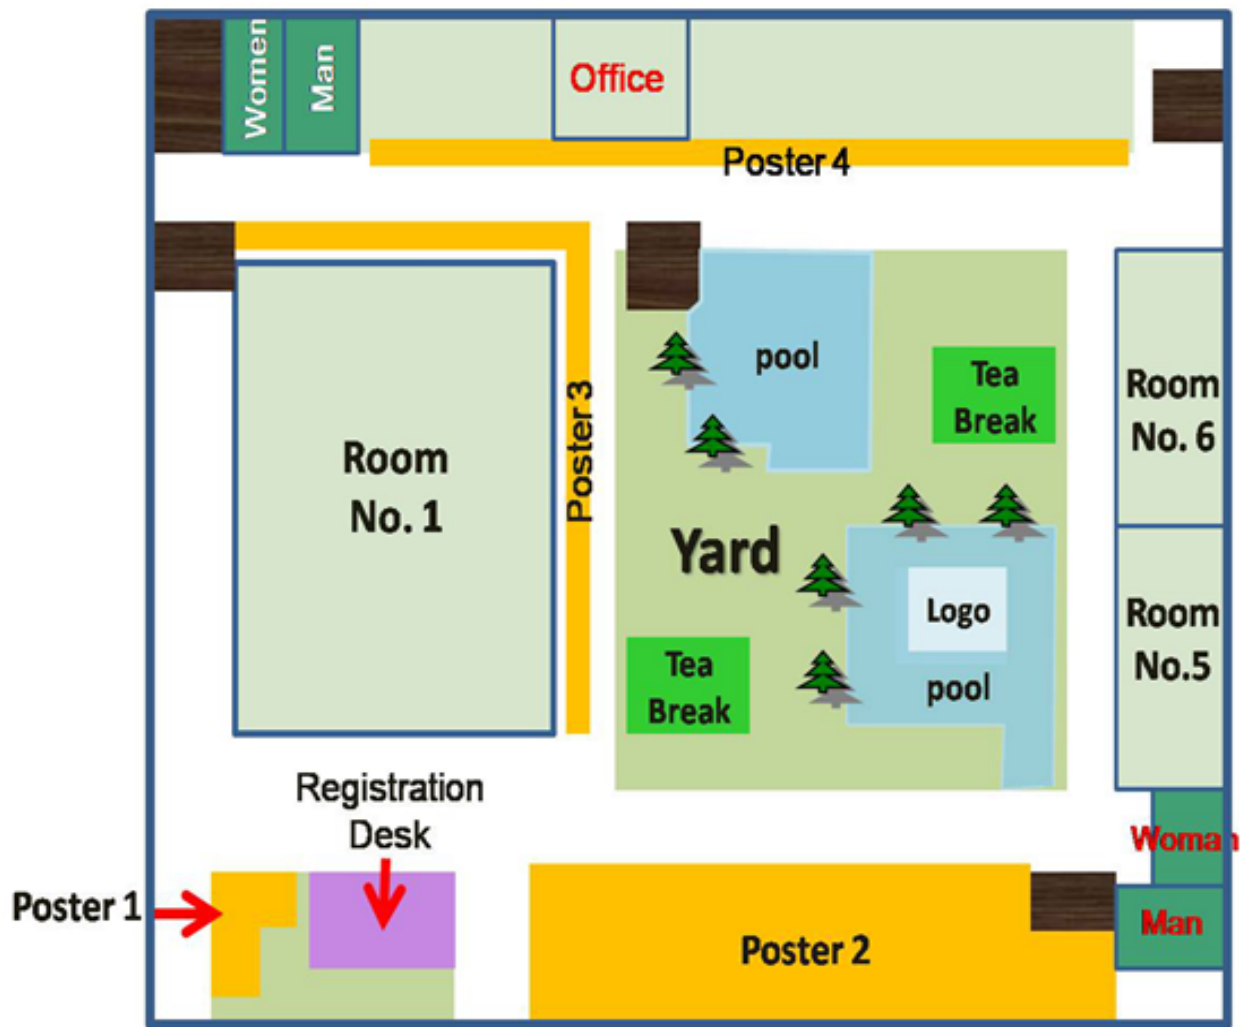 Women
Man
Office
Poster 4
pool
Tea
Break
Room
No. 6
Poster 3
Room
No. 1
Yard
Logo
pool
Room
No.5
Tea
Break
Registration
Desk
Woman
Poster 1
Poster 2
Man